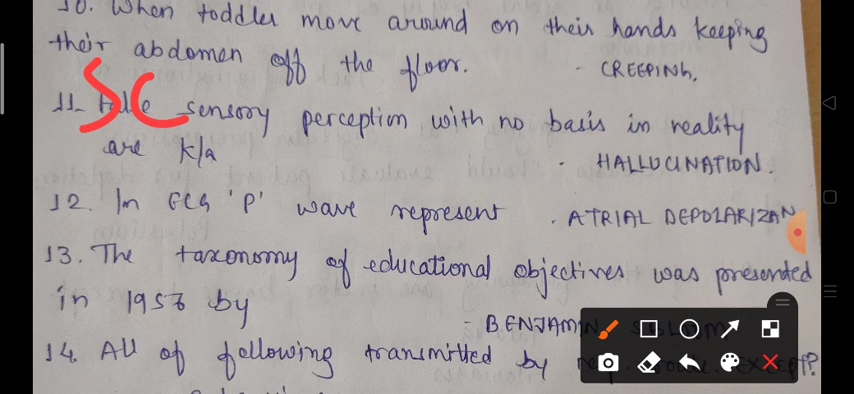 10. When toddler move around on their hands keeping
their abdomen off the floor. - CREEPING.
SC
11. sensory perception with no basis in reality
are k/a - HALLUCINATION.
12. In ECG 'P' wave represent . ATRIAL DEPOLARIZAN
13. The taxonomy of educational objectives was presented
in 1956 by - BENJAMIN
14. All of following transmitted by EXCEPT?